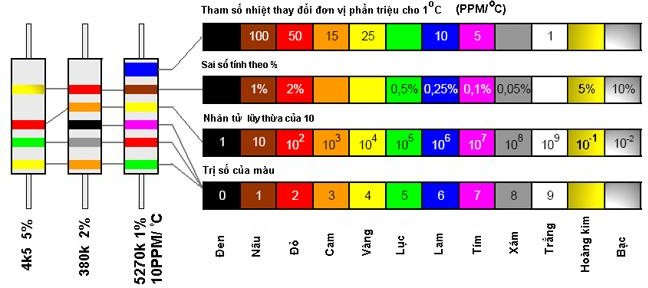 Tham số nhiệt thay đổi đơn vị phần triệu cho 1⁰C (PPM/⁰C)
100 50 15 25 10 5 1
Sai số tính theo %
1% 2% 0,5% 0,25% 0,1% 0,05% 5% 10%
Nhân tử lũy thừa của 10
1 10 10² 10³ 10⁴ 10⁵ 10⁶ 10⁷ 10⁸ 10⁹ 10⁻¹ 10⁻²
Trị số của màu
0 1 2 3 4 5 6 7 8 9
Đen Nâu Đỏ Cam Vàng Lục Lam Tím Xám Trắng Hoàng kim Bạc
4k5 5%
380k 2%
5270k 1%
10PPM/°C